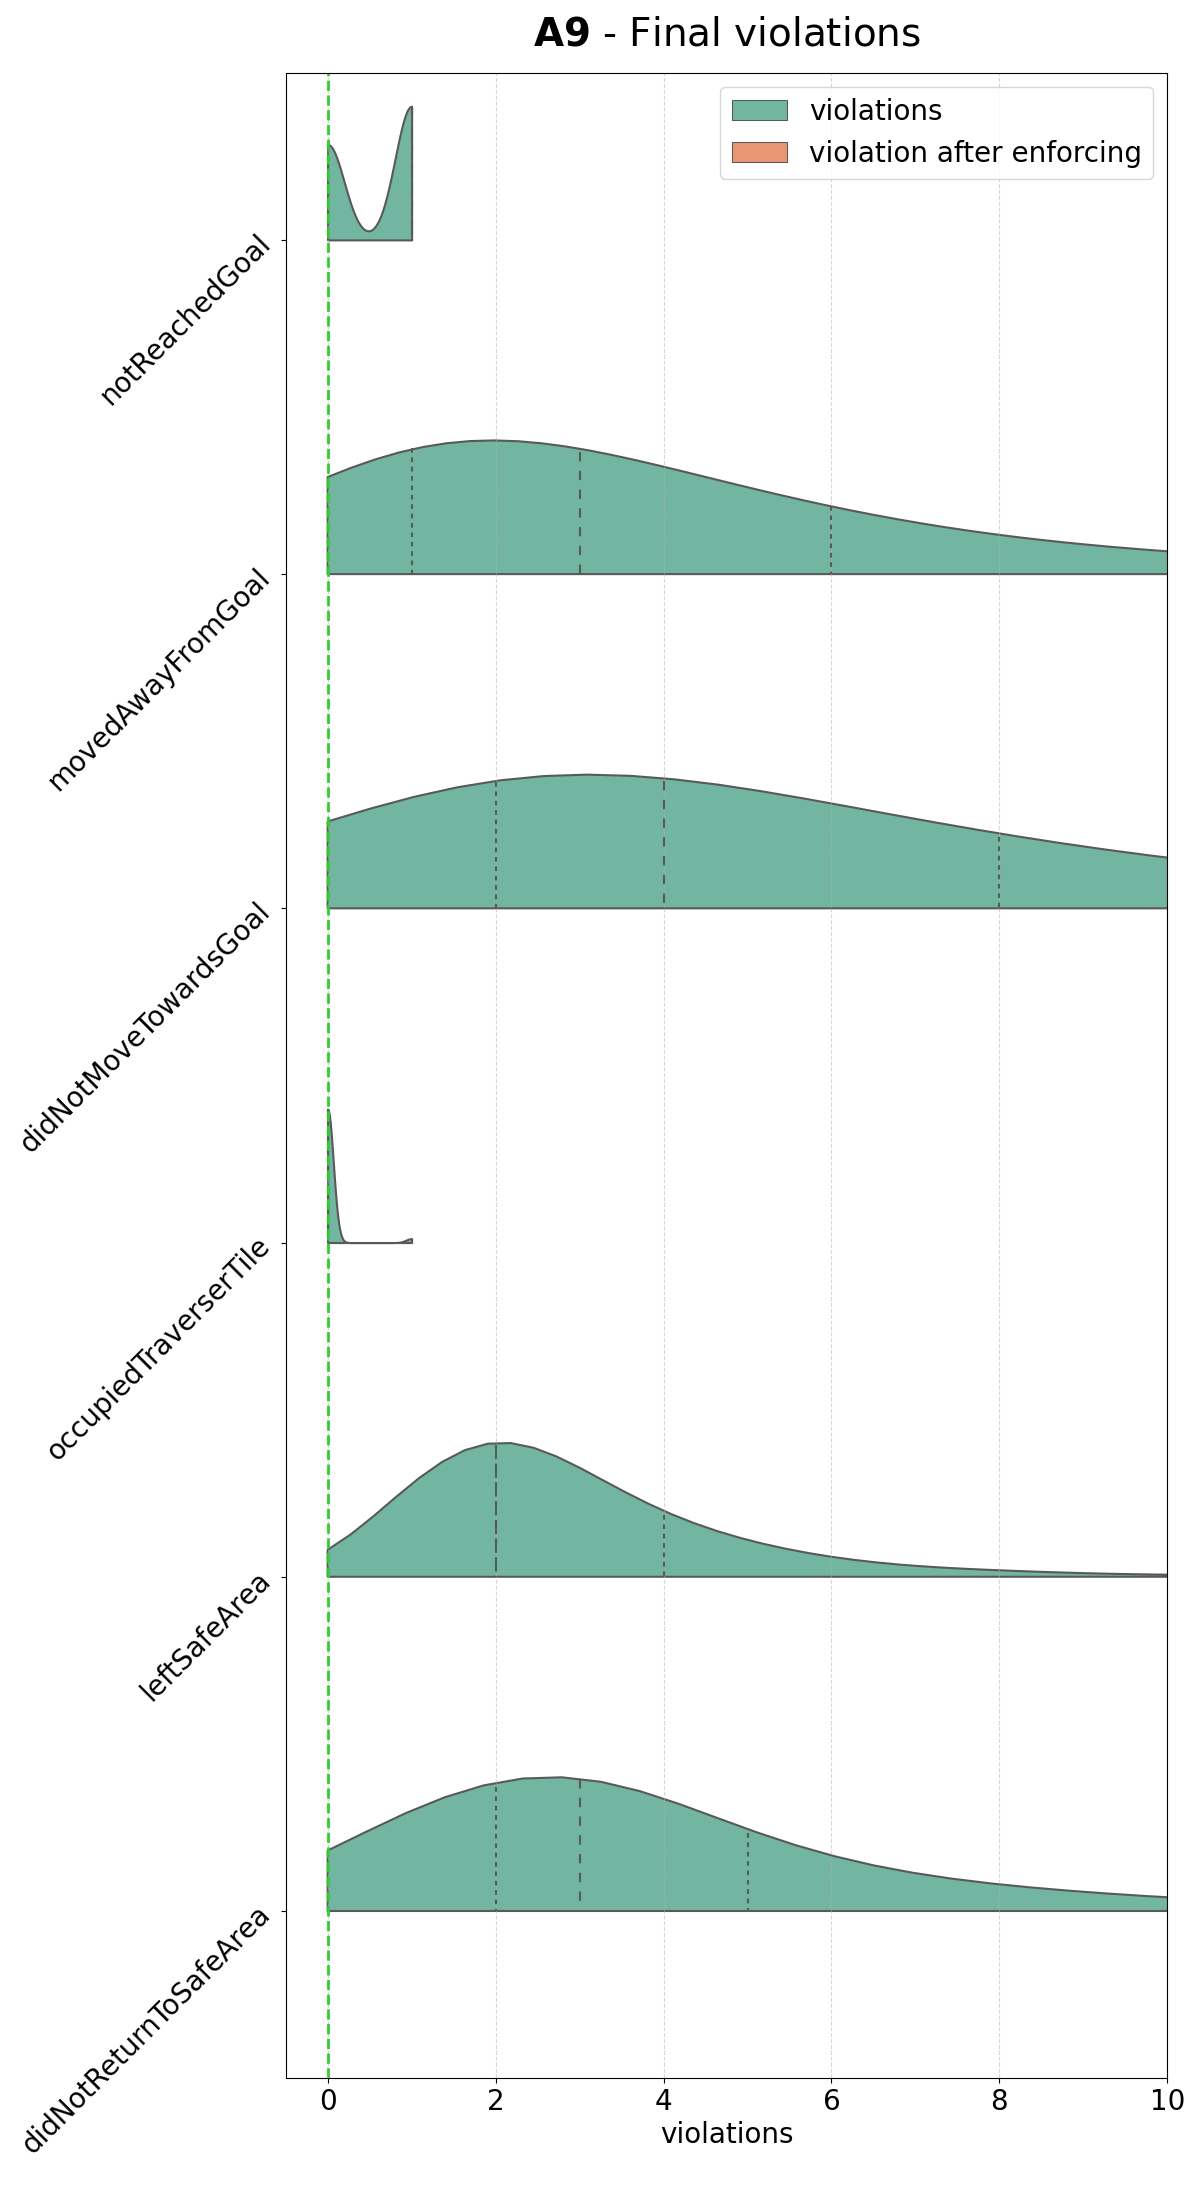 A9 - Final violations
violations
violation after enforcing
notReachedGoal
movedAwayFromGoal
didNotMoveTowardsGoal
occupiedTraverserTile
leftSafeArea
didNotReturnToSafeArea
0 2 4 6 8 10
violations